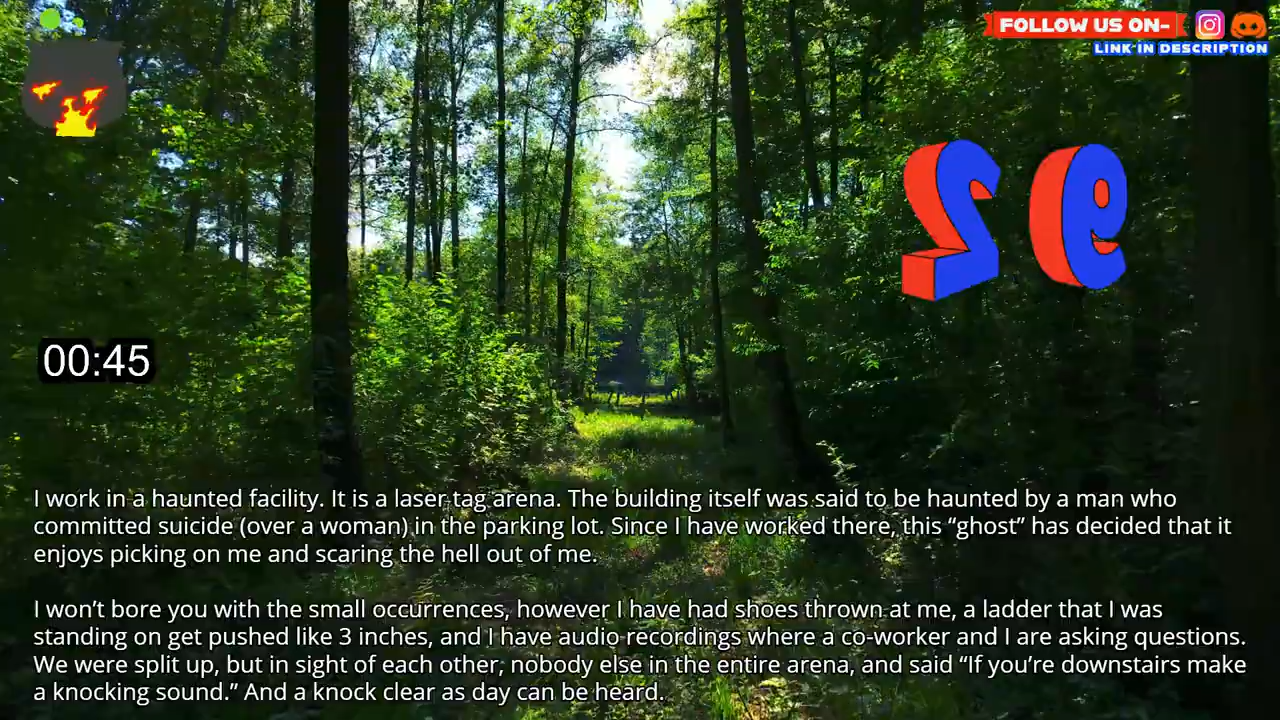 FOLLOW US ON-
LINK IN DESCRIPTION
29
00:45
I work in a haunted facility. It is a laser tag arena. The building itself was said to be haunted by a man who
committed suicide (over a woman) in the parking lot. Since I have worked there, this “ghost” has decided that it
enjoys picking on me and scaring the hell out of me.
I won’t bore you with the small occurrences, however I have had shoes thrown at me, a ladder that I was
standing on get pushed like 3 inches, and I have audio recordings where a co-worker and I are asking questions.
We were split up, but in sight of each other, nobody else in the entire arena, and said “If you’re downstairs make
a knocking sound.” And a knock clear as day can be heard.